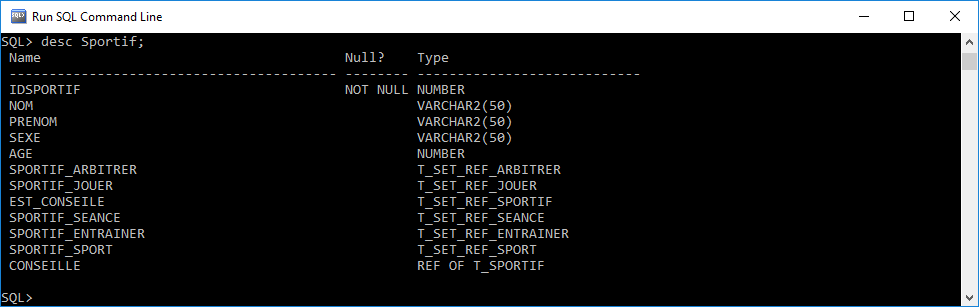 Run SQL Command Line
SQL> desc Sportif;
Name Null? Type
----------------------------------------- -------- ----------------------------
IDSPORTIF NOT NULL NUMBER
NOM VARCHAR2(50)
PRENOM VARCHAR2(50)
SEXE VARCHAR2(50)
AGE NUMBER
SPORTIF_ARBITRER T_SET_REF_ARBITRER
SPORTIF_JOUER T_SET_REF_JOUER
EST_CONSEILE T_SET_REF_SPORTIF
SPORTIF_SEANCE T_SET_REF_SEANCE
SPORTIF_ENTRAINER T_SET_REF_ENTRAINER
SPORTIF_SPORT T_SET_REF_SPORT
CONSEILLE REF OF T_SPORTIF
SQL>